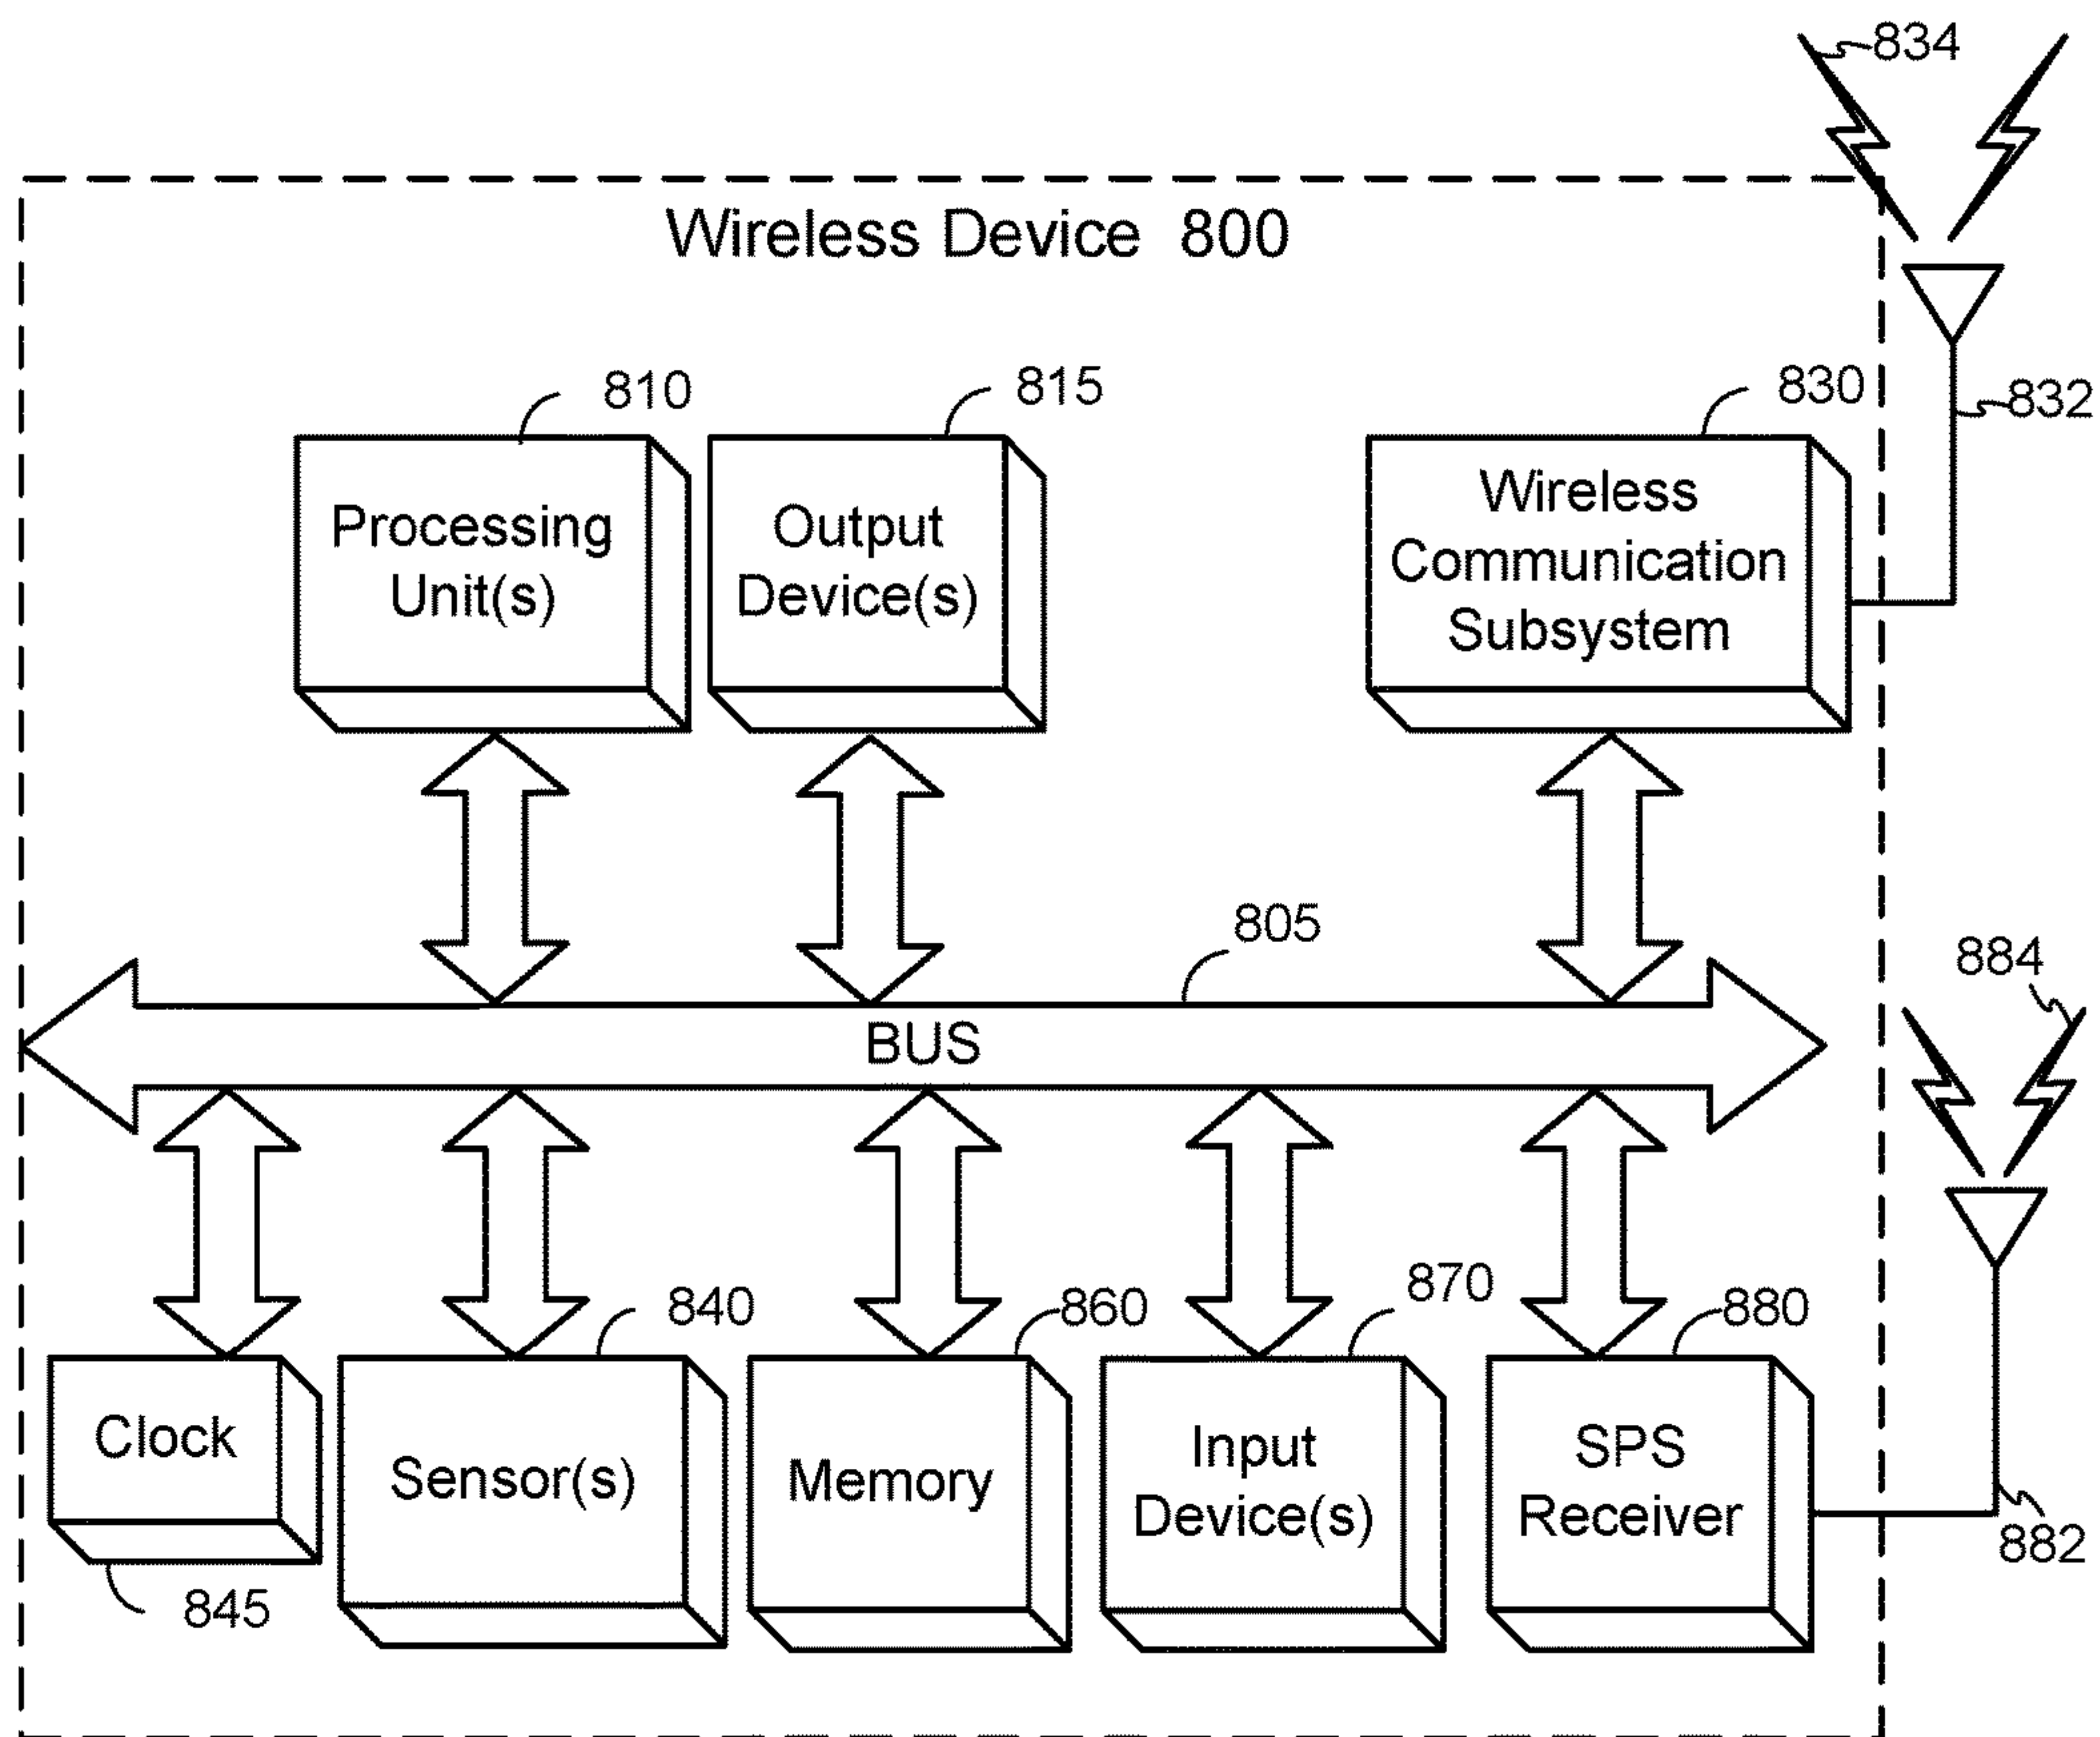 834
Wireless Device 800
810
815
830
832
Processing
Unit(s)
Output
Device(s)
Wireless
Communication
Subsystem
805
BUS
884
840
860
870
880
Clock
Sensor(s)
Memory
Input
Device(s)
SPS
Receiver
882
845